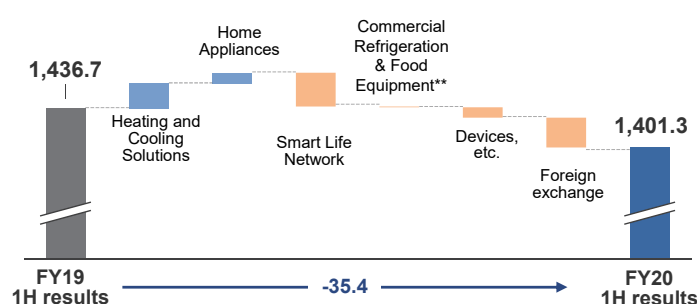 1,436.7
Heating and
Cooling
Solutions
Home
Appliances
Smart Life
Network
Commercial
Refrigeration
& Food
Equipment**
Devices,
etc.
Foreign
exchange
1,401.3
FY19
1H results
-35.4
FY20
1H results